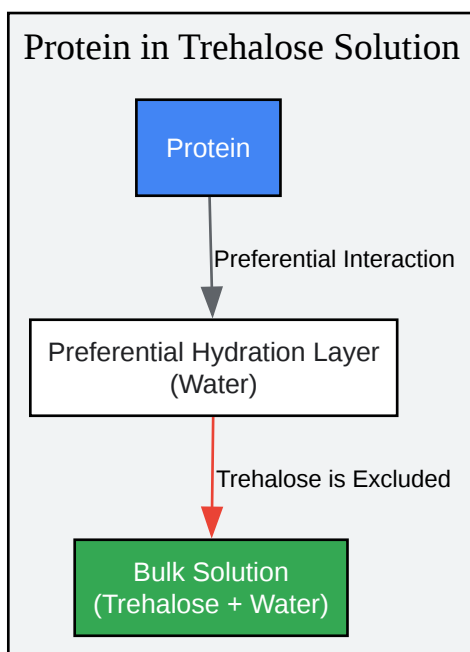 Protein in Trehalose Solution
Protein
Preferential Interaction
Preferential Hydration Layer
(Water)
Trehalose is Excluded
Bulk Solution
(Trehalose + Water)